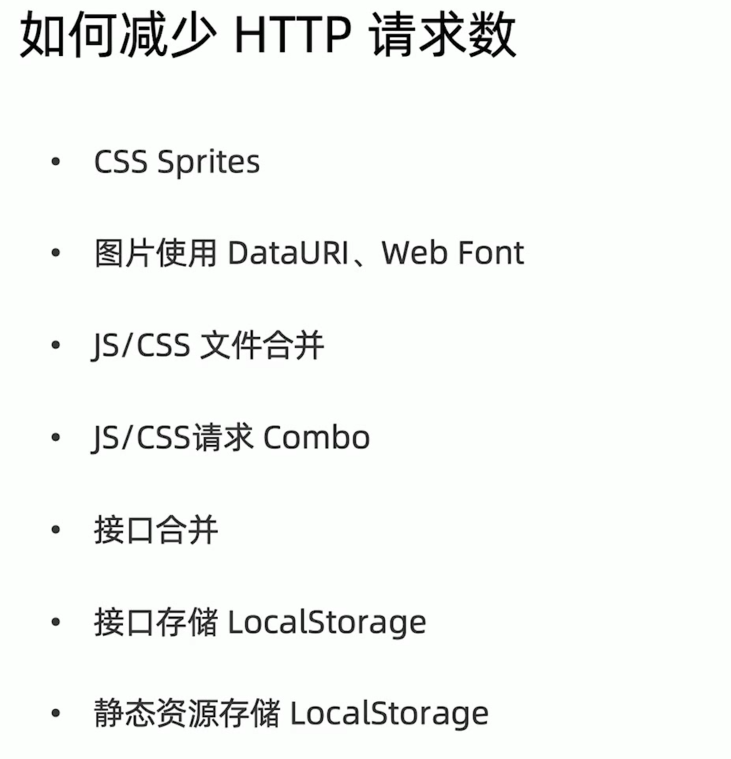 如何减少 HTTP 请求数
• CSS Sprites
• 图片使用 DataURI、Web Font
• JS/CSS 文件合并
• JS/CSS请求 Combo
• 接口合并
• 接口存储 LocalStorage
• 静态资源存储 LocalStorage